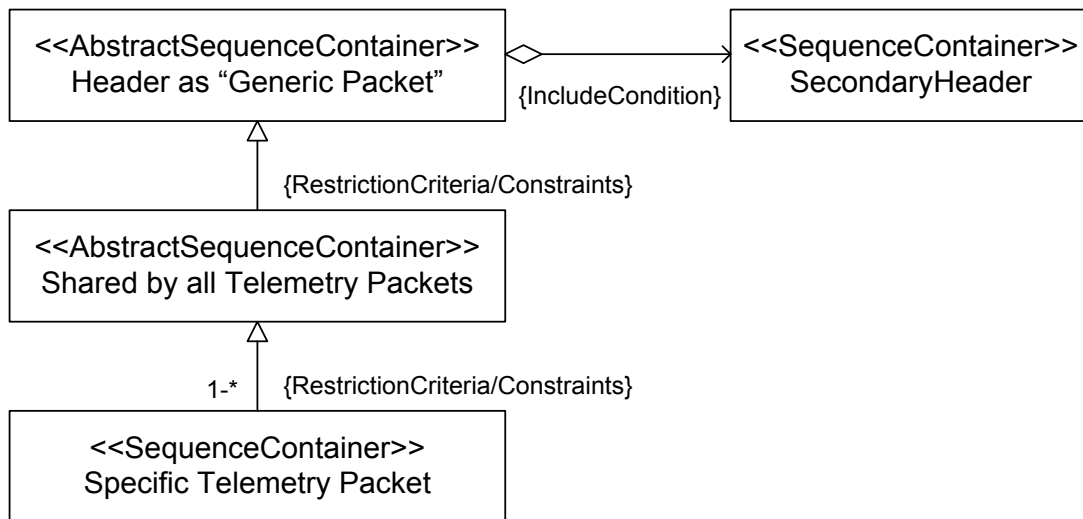 <<AbstractSequenceContainer>>
Header as “Generic Packet”
<<SequenceContainer>>
SecondaryHeader
{IncludeCondition}
{RestrictionCriteria/Constraints}
<<AbstractSequenceContainer>>
Shared by all Telemetry Packets
1-*
{RestrictionCriteria/Constraints}
<<SequenceContainer>>
Specific Telemetry Packet